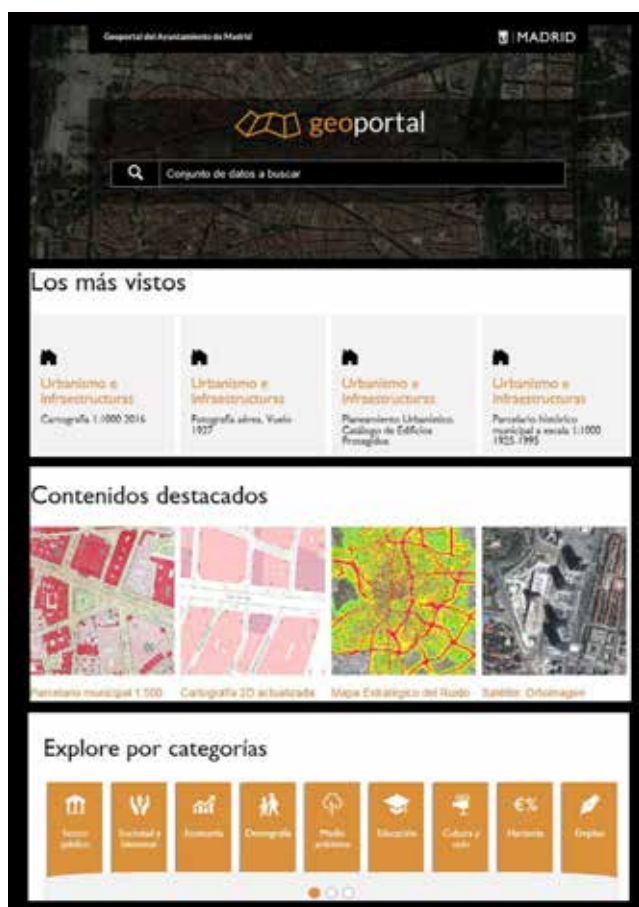 Geoportal del Ayuntamiento de Madrid
MADRID
geoportal
Conjunto de datos a buscar
Los más vistos
Urbanismo e
infraestructuras
Cartografía 1:1000 2016
Urbanismo e
infraestructuras
Fotografía aérea. Vuelo
1927
Urbanismo e
infraestructuras
Planeamiento Urbanístico.
Catálogo de Edificios
Protegidos
Urbanismo e
infraestructuras
Parcelario histórico
municipal a escala 1:1000
1925-1995
Contenidos destacados
Parcelario municipal 1:500
Cartografía 2D actualizada
Mapa Estratégico del Ruido
Satélite. Ortoimagen
Explore por categorías
Sector
público
Sociedad y
bienestar
Economía
Demografía
Medio
ambiente
Educación
Cultura y
ocio
€%
Hacienda
Empleo